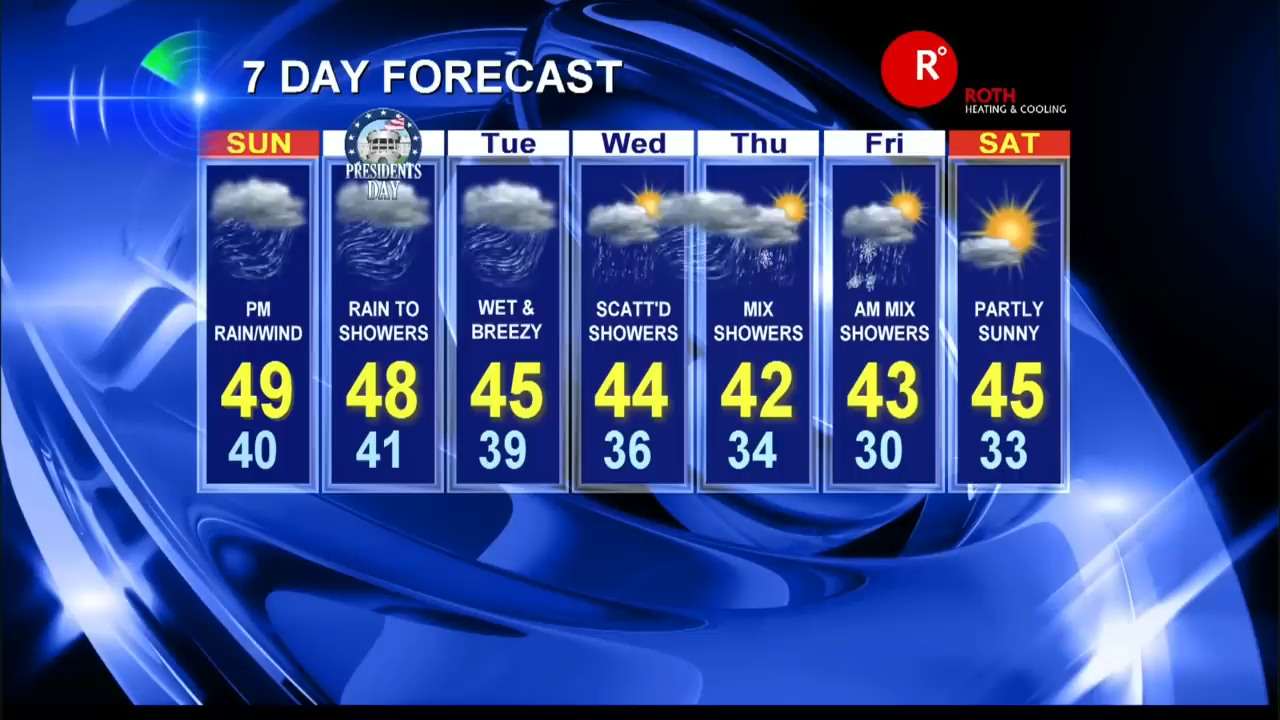 7 DAY FORECAST
R°
ROTH
HEATING & COOLING
SUN
PRESIDENTS
DAY
Tue
Wed
Thu
Fri
SAT
PM
RAIN/WIND
49
40
RAIN TO
SHOWERS
48
41
WET &
BREEZY
45
39
SCATT'D
SHOWERS
44
36
MIX
SHOWERS
42
34
AM MIX
SHOWERS
43
30
PARTLY
SUNNY
45
33